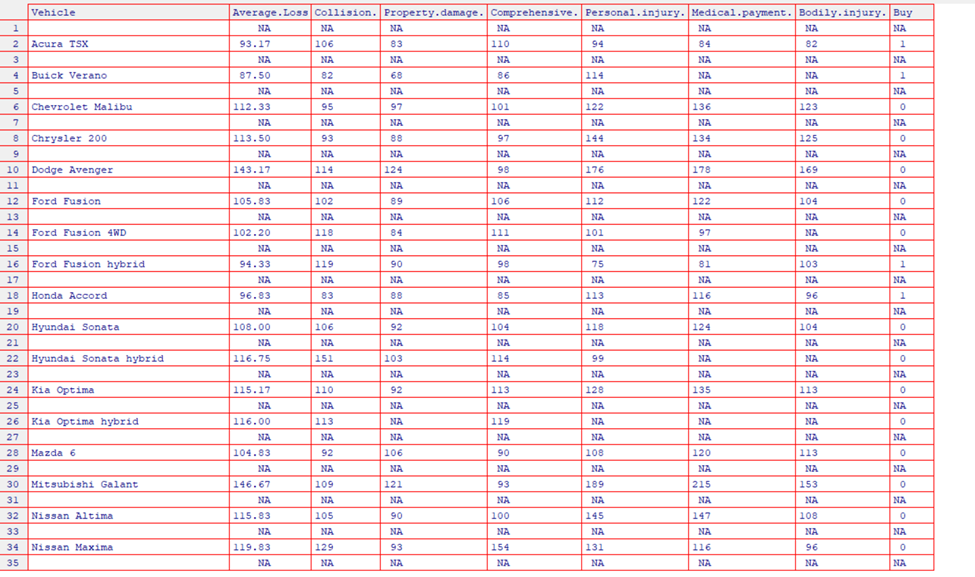 Vehicle Average.Loss Collision. Property.damage. Comprehensive. Personal.injury. Medical.payment. Bodily.injury. Buy
1 NA NA NA NA NA NA NA NA
2 Acura TSX 93.17 106 83 110 94 84 82 1
3 NA NA NA NA NA NA NA NA
4 Buick Verano 87.50 82 68 86 114 NA NA 1
5 NA NA NA NA NA NA NA NA
6 Chevrolet Malibu 112.33 95 97 101 122 136 123 0
7 NA NA NA NA NA NA NA NA
8 Chrysler 200 113.50 93 88 97 144 134 125 0
9 NA NA NA NA NA NA NA NA
10 Dodge Avenger 143.17 114 124 98 176 178 169 0
11 NA NA NA NA NA NA NA NA
12 Ford Fusion 105.83 102 89 106 112 122 104 0
13 NA NA NA NA NA NA NA NA
14 Ford Fusion 4WD 102.20 118 84 111 101 97 NA 0
15 NA NA NA NA NA NA NA NA
16 Ford Fusion hybrid 94.33 119 90 98 75 81 103 1
17 NA NA NA NA NA NA NA NA
18 Honda Accord 96.83 83 88 85 113 116 96 1
19 NA NA NA NA NA NA NA NA
20 Hyundai Sonata 108.00 106 92 104 118 124 104 0
21 NA NA NA NA NA NA NA NA
22 Hyundai Sonata hybrid 116.75 151 103 114 99 NA NA 0
23 NA NA NA NA NA NA NA NA
24 Kia Optima 115.17 110 92 113 128 135 113 0
25 NA NA NA NA NA NA NA NA
26 Kia Optima hybrid 116.00 113 NA 119 NA NA NA 0
27 NA NA NA NA NA NA NA NA
28 Mazda 6 104.83 92 106 90 108 120 113 0
29 NA NA NA NA NA NA NA NA
30 Mitsubishi Galant 146.67 109 121 93 189 215 153 0
31 NA NA NA NA NA NA NA NA
32 Nissan Altima 115.83 105 90 100 145 147 108 0
33 NA NA NA NA NA NA NA NA
34 Nissan Maxima 119.83 129 93 154 131 116 96 0
35 NA NA NA NA NA NA NA NA